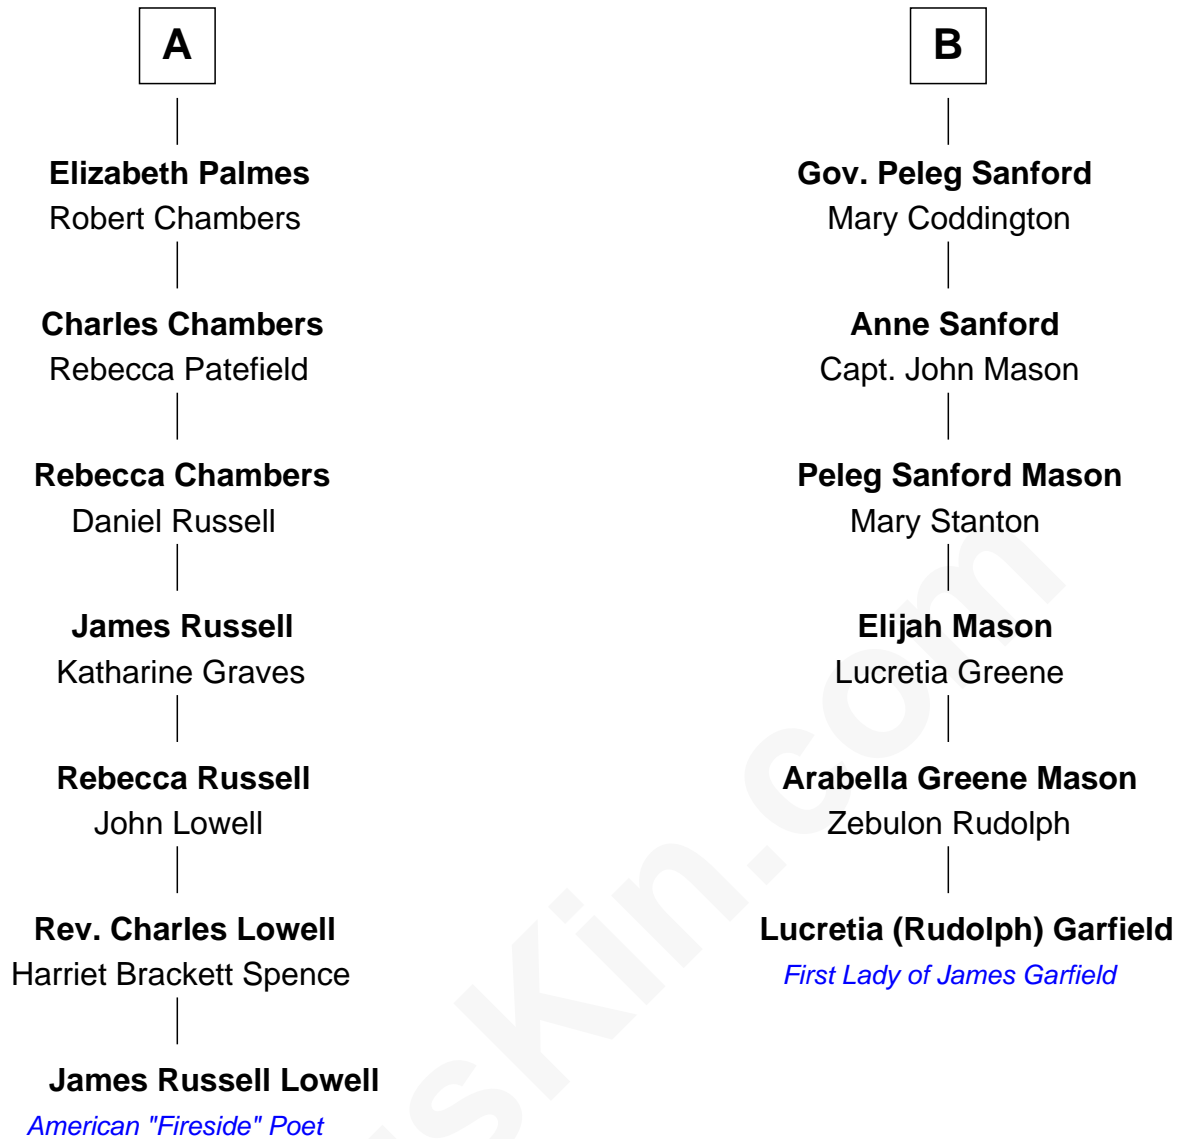 A
Elizabeth Palmes
Robert Chambers
Charles Chambers
Rebecca Patefield
Rebecca Chambers
Daniel Russell
James Russell
Katharine Graves
Rebecca Russell
John Lowell
Rev. Charles Lowell
Harriet Brackett Spence
James Russell Lowell
American "Fireside" Poet
B
Gov. Peleg Sanford
Mary Coddington
Anne Sanford
Capt. John Mason
Peleg Sanford Mason
Mary Stanton
Elijah Mason
Lucretia Greene
Arabella Greene Mason
Zebulon Rudolph
Lucretia (Rudolph) Garfield
First Lady of James Garfield
usKin.com